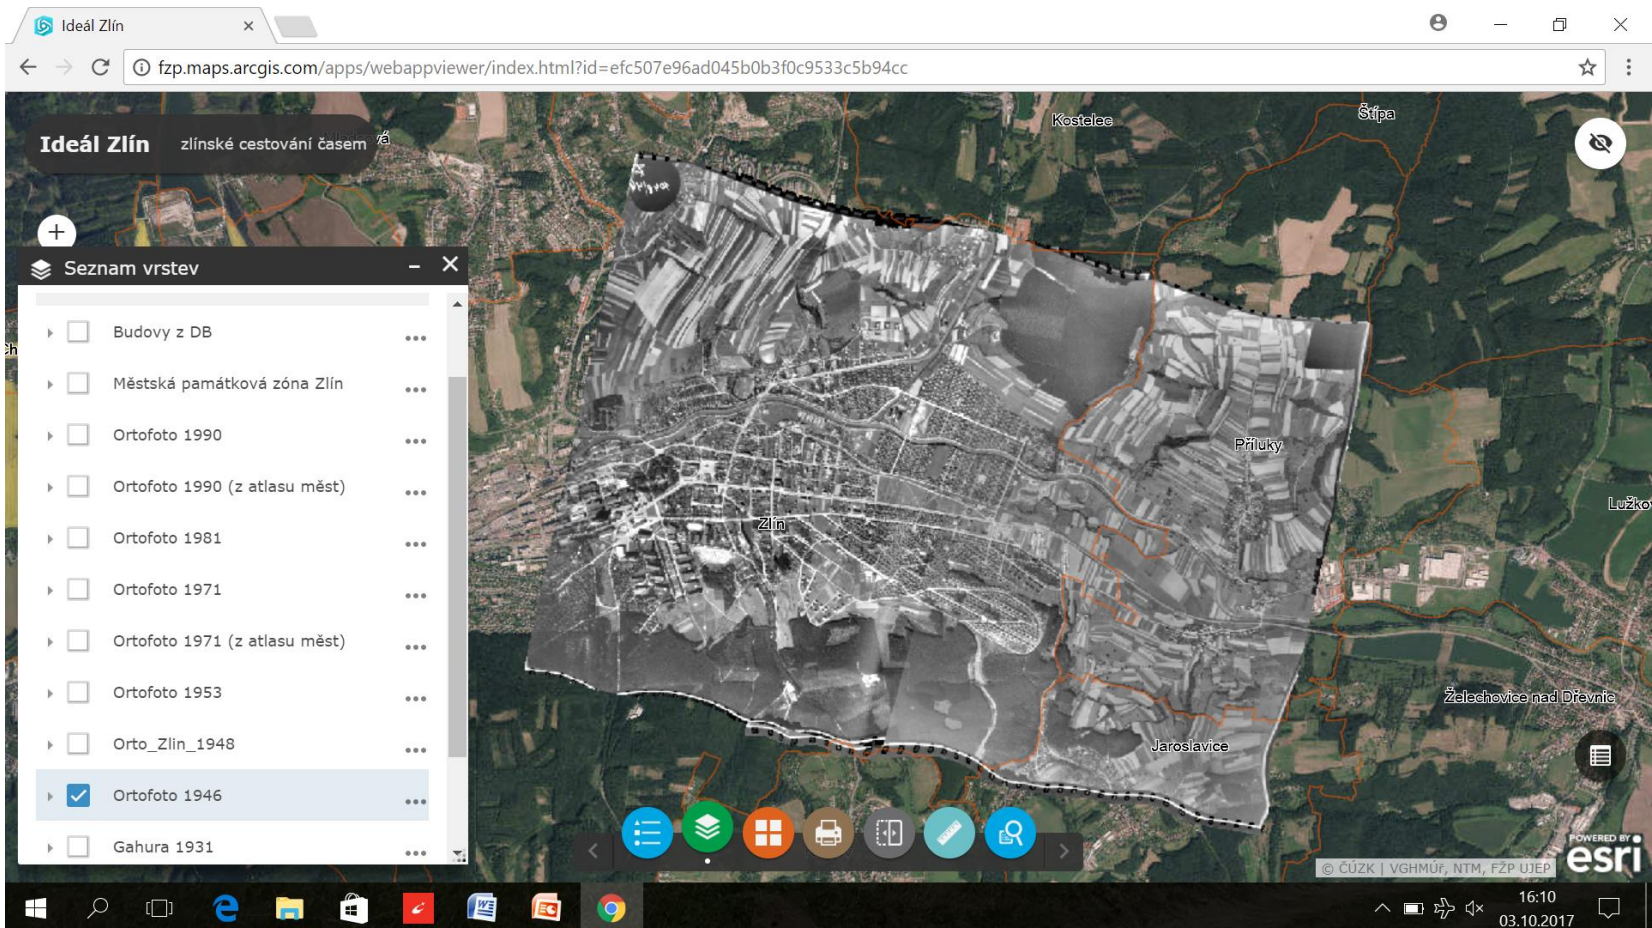 Ideál Zlín
fzp.maps.arcgis.com/apps/webappviewer/index.html?id=efc507e96ad045b0b3f0c9533c5b94cc
Kostelec
Štípa
Ideál Zlín zlínské cestování časem
Seznam vrstev
Budovy z DB
Městská památková zóna Zlín
Ortofoto 1990
Ortofoto 1990 (z atlasu měst)
Ortofoto 1981
Ortofoto 1971
Ortofoto 1971 (z atlasu měst)
Ortofoto 1953
Orto_Zlin_1948
Ortofoto 1946
Gahura 1931
Příluky
Lužko
Zlín
Želechovice nad Dřevnic
Jaroslavice
POWERED BY
esri
© ČÚZK | VGHMÚř, NTM, FŽP UJEP
16:10
03.10.2017